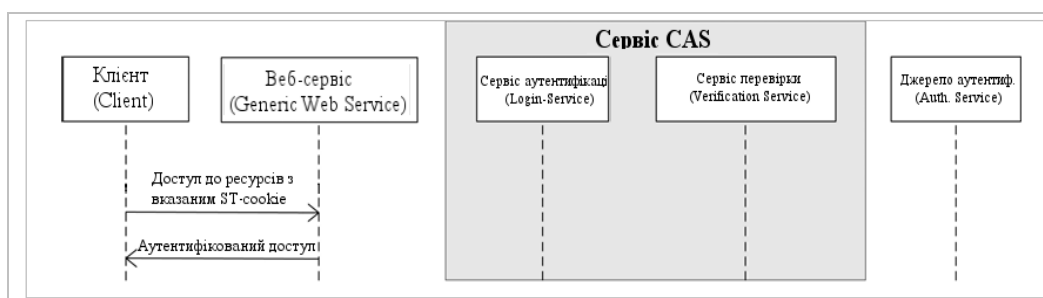 Сервіс CAS
Клієнт
(Client)
Веб-сервіс
(Generic Web Service)
Сервіс аутентифікаці
(Login-Service)
Сервіс перевірки
(Verification Service)
Джерело аутентиф.
(Auth. Service)
Доступ до ресурсів з
вказаним ST-cookie
Аутентифікований доступ